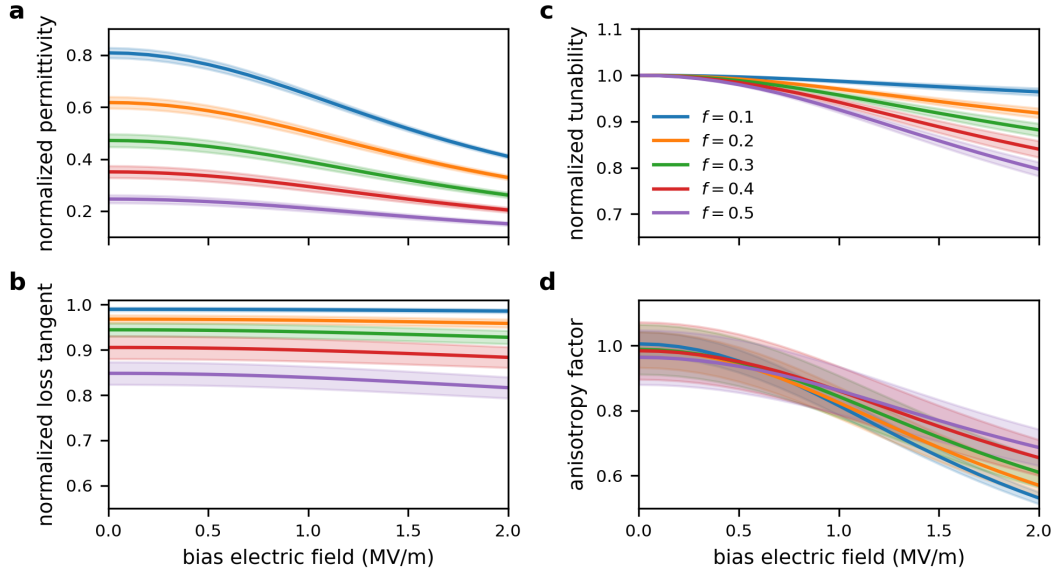 a
normalized permittivity
0.8
0.6
0.4
0.2
b
normalized loss tangent
1.0
0.9
0.8
0.7
0.6
0.0 0.5 1.0 1.5 2.0
bias electric field (MV/m)
c
normalized tunability
1.1
1.0
0.9
0.8
0.7
f = 0.1
f = 0.2
f = 0.3
f = 0.4
f = 0.5
d
anisotropy factor
1.0
0.8
0.6
0.0 0.5 1.0 1.5 2.0
bias electric field (MV/m)